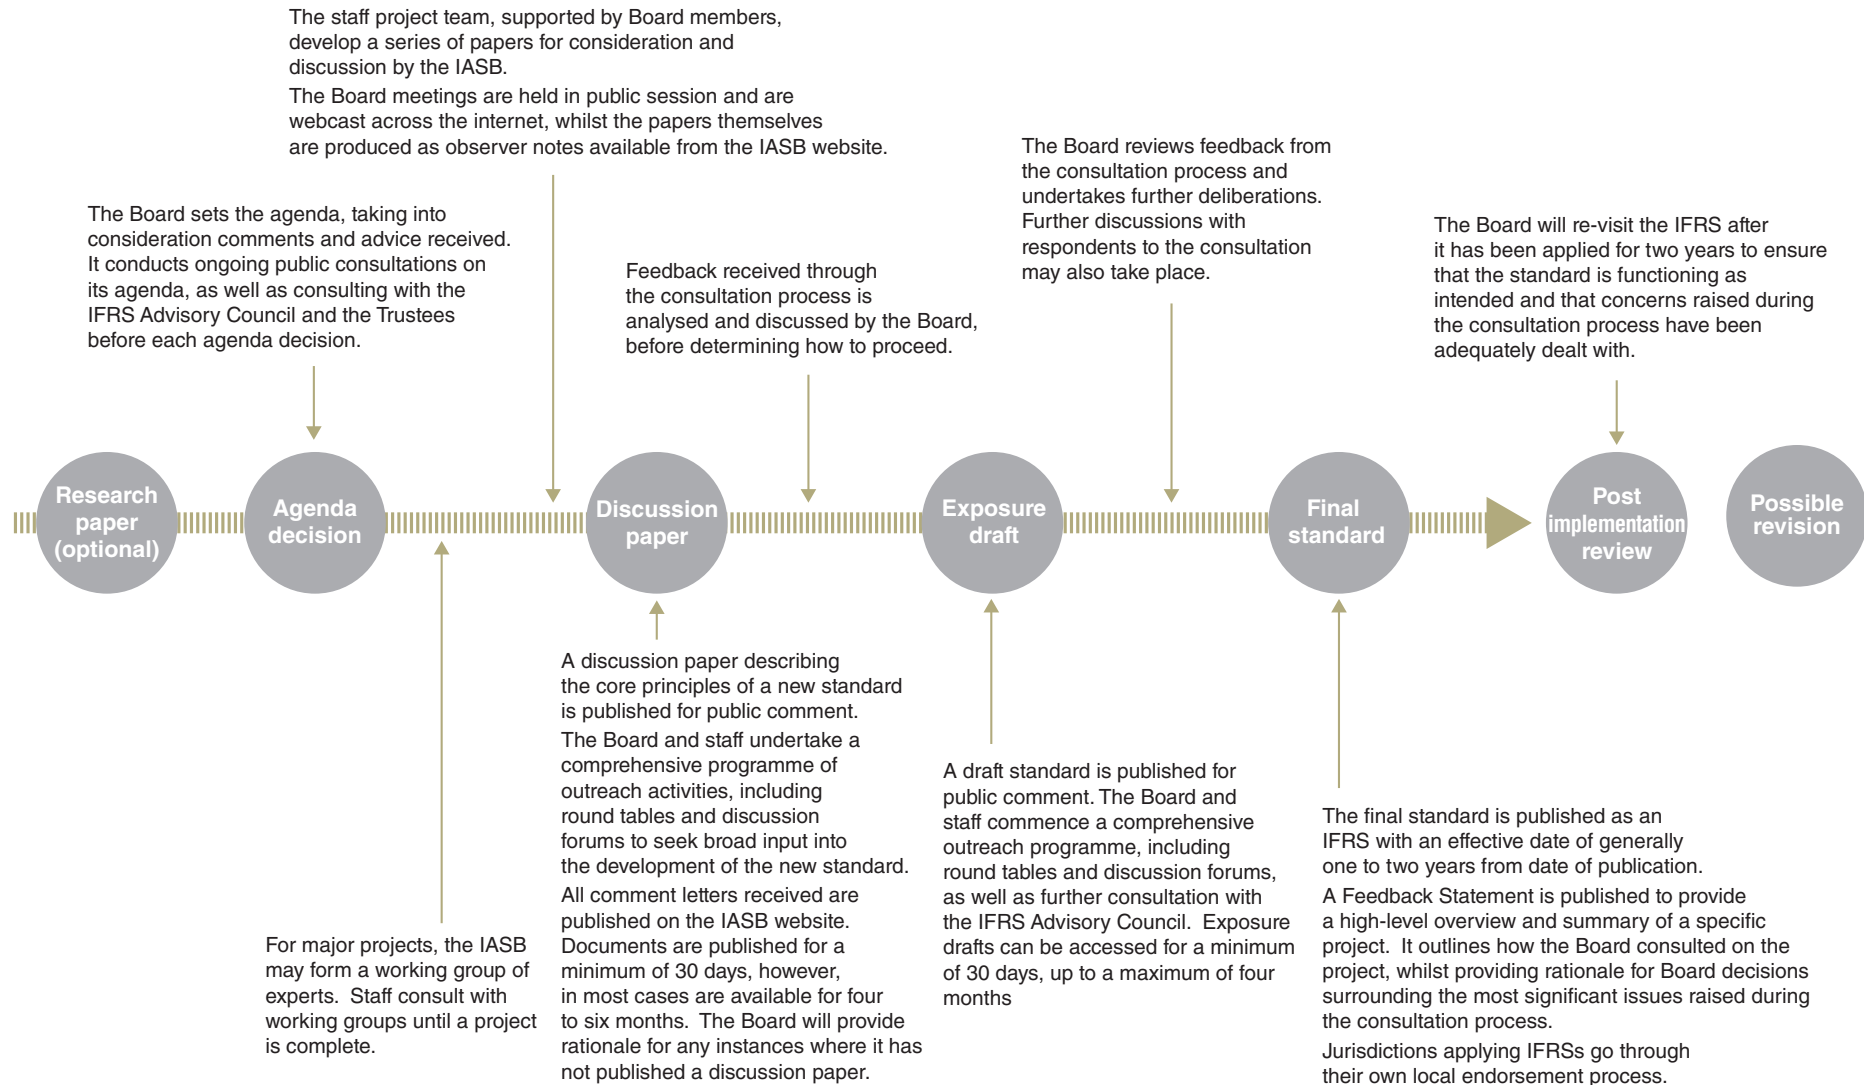 The staff project team, supported by Board members,
develop a series of papers for consideration and
discussion by the IASB.
The Board meetings are held in public session and are
webcast across the internet, whilst the papers themselves
are produced as observer notes available from the IASB website.
The Board sets the agenda, taking into
consideration comments and advice received.
It conducts ongoing public consultations on
its agenda, as well as consulting with the
IFRS Advisory Council and the Trustees
before each agenda decision.
Feedback received through
the consultation process is
analysed and discussed by the Board,
before determining how to proceed.
The Board reviews feedback from
the consultation process and
undertakes further deliberations.
Further discussions with
respondents to the consultation
may also take place.
The Board will re-visit the IFRS after
it has been applied for two years to ensure
that the standard is functioning as
intended and that concerns raised during
the consultation process have been
adequately dealt with.
Research
paper
(optional)
Agenda
decision
Discussion
paper
Exposure
draft
Final
standard
Post
implementation
review
Possible
revision
For major projects, the IASB
may form a working group of
experts.  Staff consult with
working groups until a project
is complete.
A discussion paper describing
the core principles of a new standard
is published for public comment.
The Board and staff undertake a
comprehensive programme of
outreach activities, including
round tables and discussion
forums to seek broad input into
the development of the new standard.
All comment letters received are
published on the IASB website.
Documents are published for a
minimum of 30 days, however,
in most cases are available for four
to six months.  The Board will provide
rationale for any instances where it has
not published a discussion paper.
A draft standard is published for
public comment. The Board and
staff commence a comprehensive
outreach programme, including
round tables and discussion forums,
as well as further consultation with
the IFRS Advisory Council.  Exposure
drafts can be accessed for a minimum
of 30 days, up to a maximum of four
months
The final standard is published as an
IFRS with an effective date of generally
one to two years from date of publication.
A Feedback Statement is published to provide
a high-level overview and summary of a specific
project.  It outlines how the Board consulted on the
project, whilst providing rationale for Board decisions
surrounding the most significant issues raised during
the consultation process.
Jurisdictions applying IFRSs go through
their own local endorsement process.